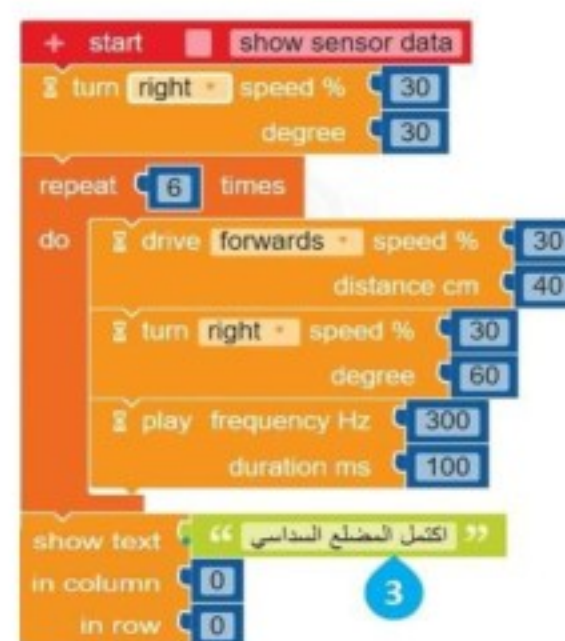 + start show sensor data
turn right speed % 30
degree 30
repeat 6 times
do drive forwards speed % 30
distance cm 40
turn right speed % 30
degree 60
play frequency Hz 300
duration ms 100
show text “ اكتمل المضلع السداسي ”
3
in column 0
in row 0